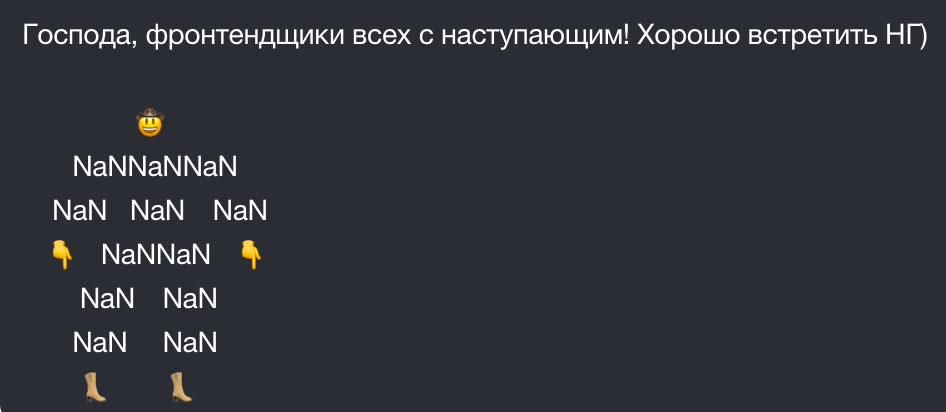 Господа, фронтендщики всех с наступающим! Хорошо встретить НГ)
🤠
NaNNaNNaN
NaN NaN NaN
👇 NaNNaN 👇
NaN NaN
NaN NaN
👢 👢